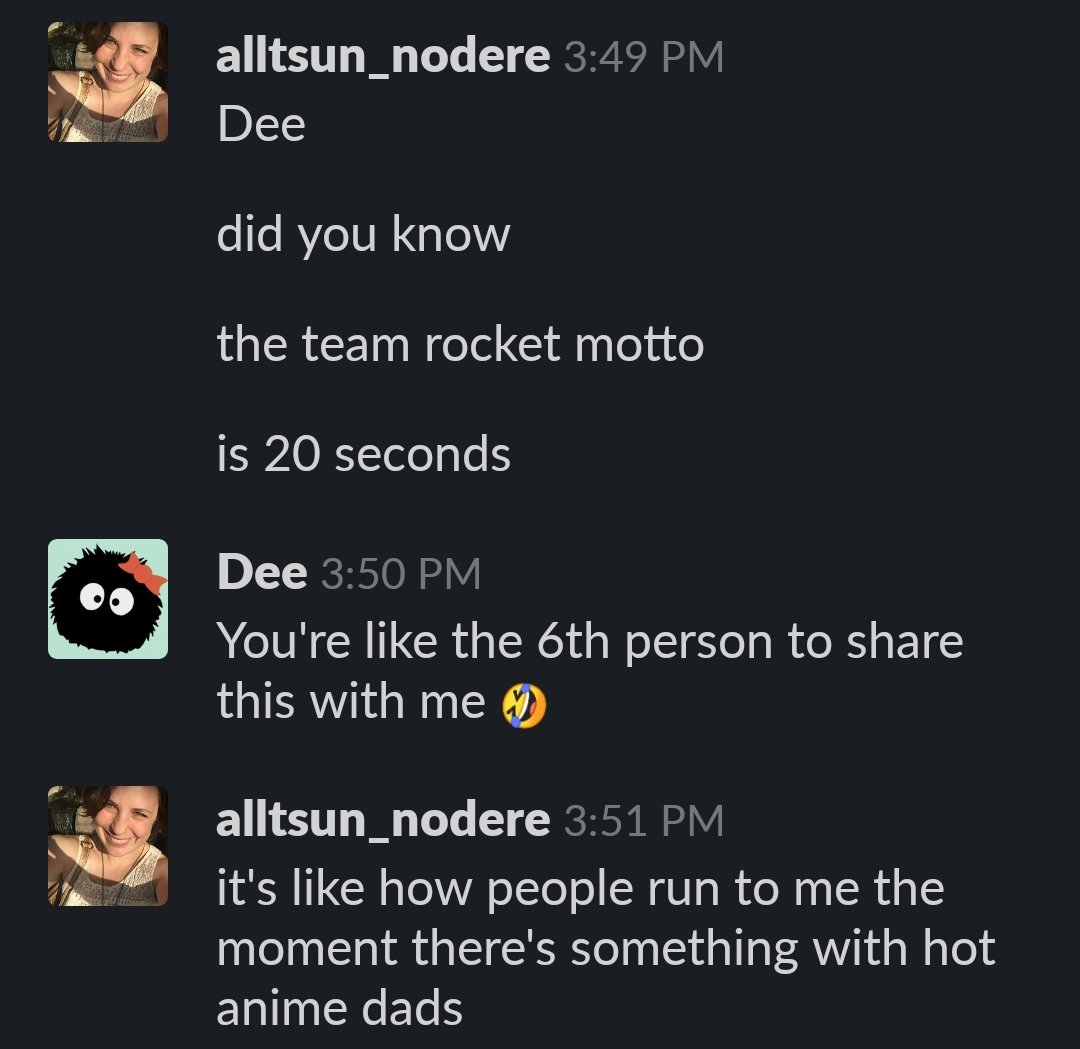 alltsun_nodere 3:49 PM
Dee
did you know
the team rocket motto
is 20 seconds
Dee 3:50 PM
You're like the 6th person to share
this with me 🤣
alltsun_nodere 3:51 PM
it's like how people run to me the
moment there's something with hot
anime dads